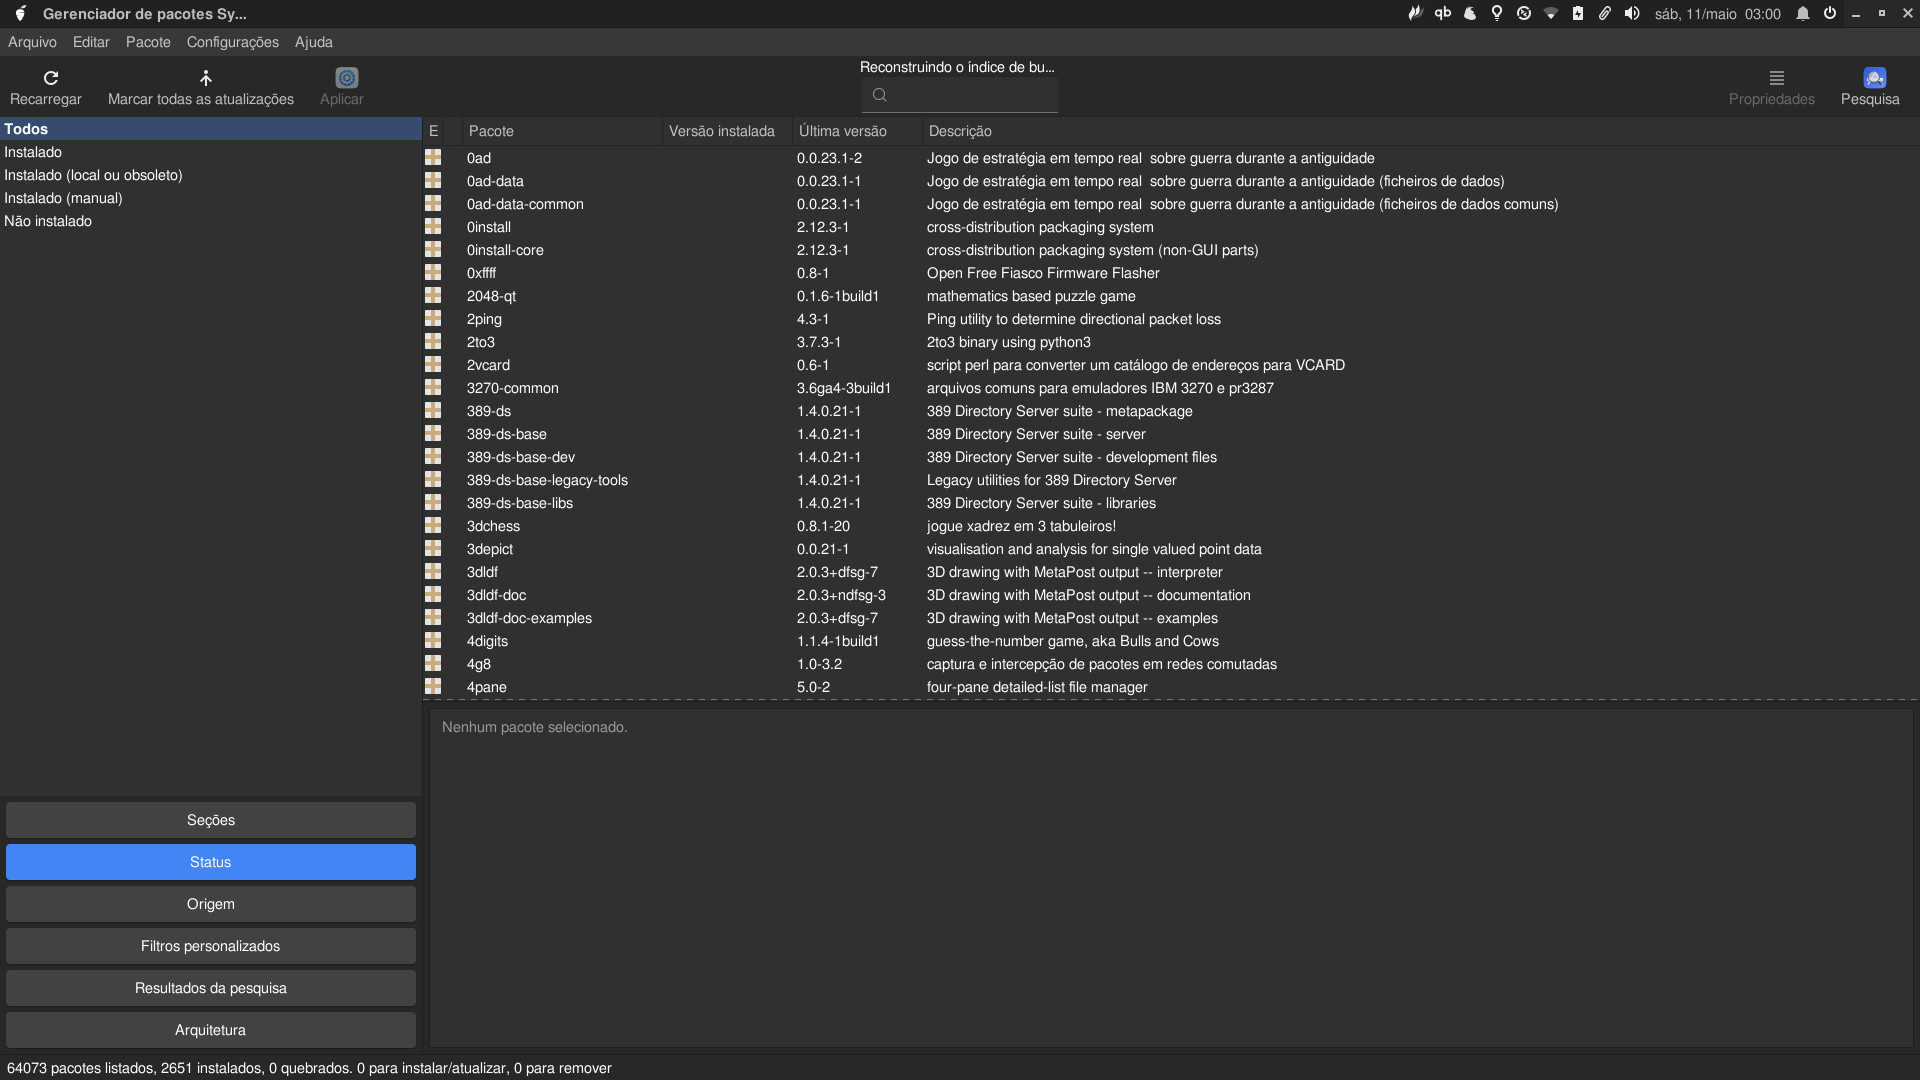 Gerenciador de pacotes Sy...
qb
sáb, 11/maio 03:00
Arquivo Editar Pacote Configurações Ajuda
Recarregar
Marcar todas as atualizações
Aplicar
Reconstruindo o índice de bu...
Propriedades
Pesquisa
Todos
Instalado
Instalado (local ou obsoleto)
Instalado (manual)
Não instalado
E Pacote Versão instalada Última versão Descrição
0ad 0.0.23.1-2 Jogo de estratégia em tempo real  sobre guerra durante a antiguidade
0ad-data 0.0.23.1-1 Jogo de estratégia em tempo real  sobre guerra durante a antiguidade (ficheiros de dados)
0ad-data-common 0.0.23.1-1 Jogo de estratégia em tempo real  sobre guerra durante a antiguidade (ficheiros de dados comuns)
0install 2.12.3-1 cross-distribution packaging system
0install-core 2.12.3-1 cross-distribution packaging system (non-GUI parts)
0xffff 0.8-1 Open Free Fiasco Firmware Flasher
2048-qt 0.1.6-1build1 mathematics based puzzle game
2ping 4.3-1 Ping utility to determine directional packet loss
2to3 3.7.3-1 2to3 binary using python3
2vcard 0.6-1 script perl para converter um catálogo de endereços para VCARD
3270-common 3.6ga4-3build1 arquivos comuns para emuladores IBM 3270 e pr3287
389-ds 1.4.0.21-1 389 Directory Server suite - metapackage
389-ds-base 1.4.0.21-1 389 Directory Server suite - server
389-ds-base-dev 1.4.0.21-1 389 Directory Server suite - development files
389-ds-base-legacy-tools 1.4.0.21-1 Legacy utilities for 389 Directory Server
389-ds-base-libs 1.4.0.21-1 389 Directory Server suite - libraries
3dchess 0.8.1-20 jogue xadrez em 3 tabuleiros!
3depict 0.0.21-1 visualisation and analysis for single valued point data
3dldf 2.0.3+dfsg-7 3D drawing with MetaPost output -- interpreter
3dldf-doc 2.0.3+ndfsg-3 3D drawing with MetaPost output -- documentation
3dldf-doc-examples 2.0.3+dfsg-7 3D drawing with MetaPost output -- examples
4digits 1.1.4-1build1 guess-the-number game, aka Bulls and Cows
4g8 1.0-3.2 captura e intercepção de pacotes em redes comutadas
4pane 5.0-2 four-pane detailed-list file manager
Nenhum pacote selecionado.
Seções
Status
Origem
Filtros personalizados
Resultados da pesquisa
Arquitetura
64073 pacotes listados, 2651 instalados, 0 quebrados. 0 para instalar/atualizar, 0 para remover